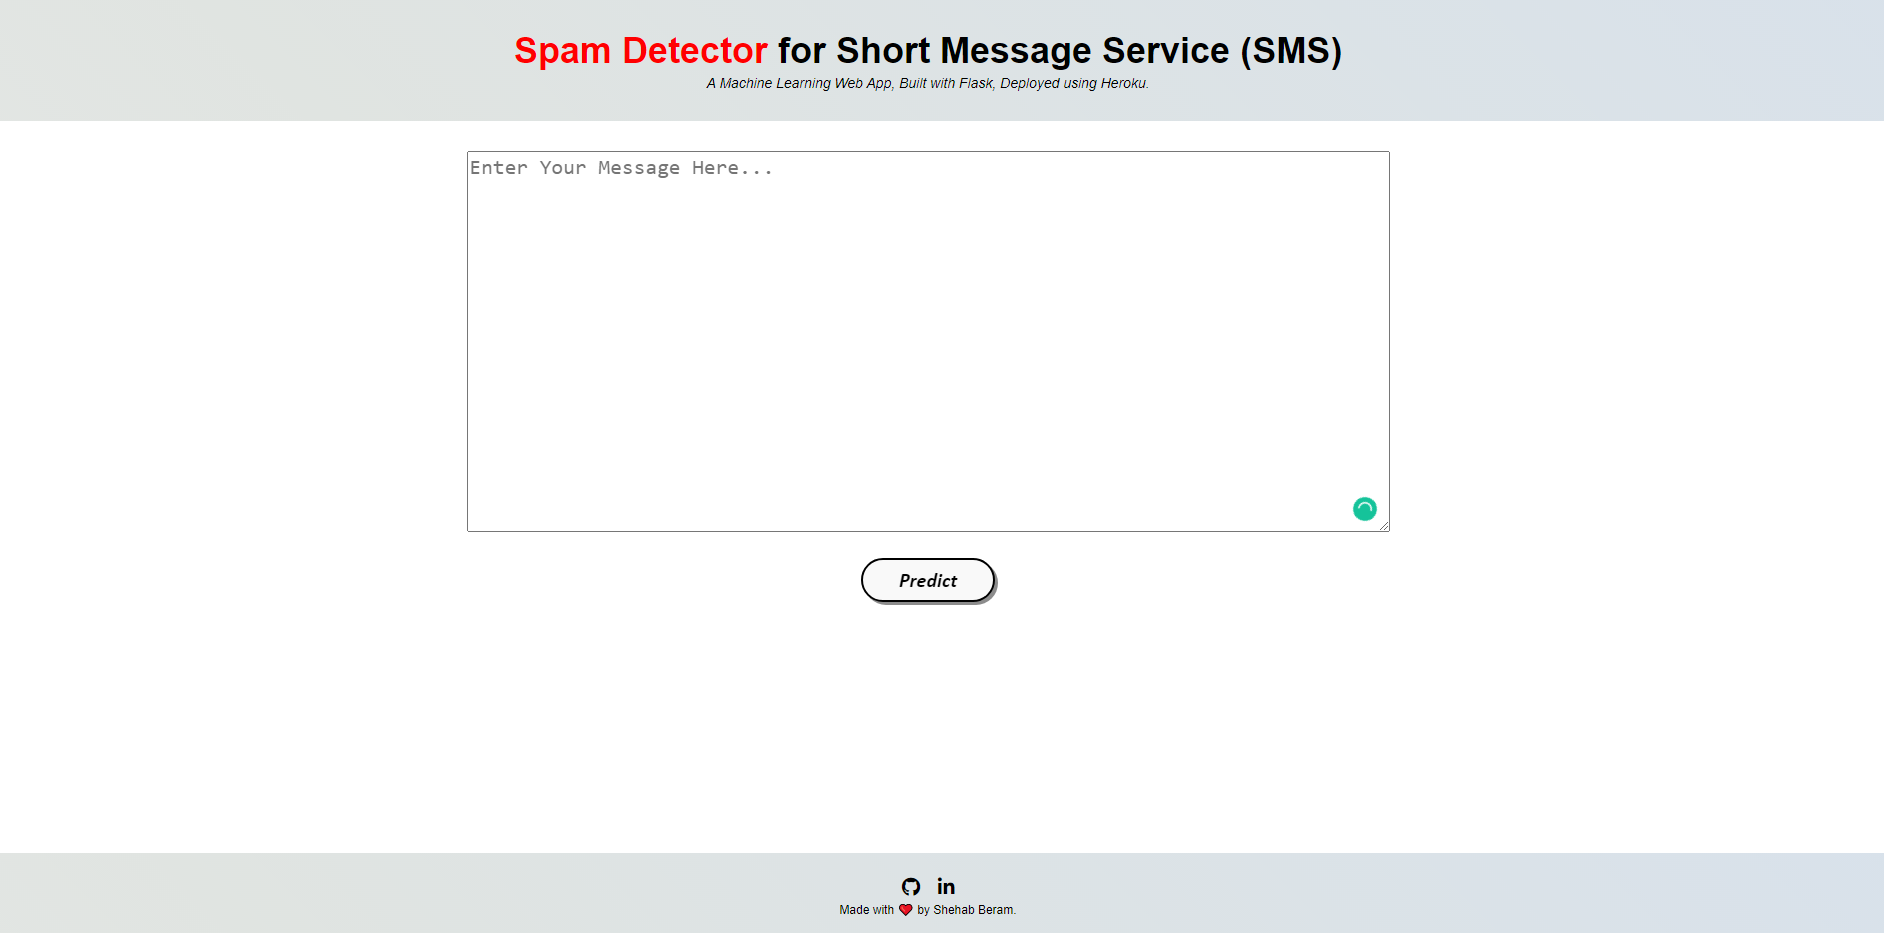 Spam Detector for Short Message Service (SMS)
A Machine Learning Web App, Built with Flask, Deployed using Heroku.
Enter Your Message Here...
Predict
in
Made with ❤️ by Shehab Beram.